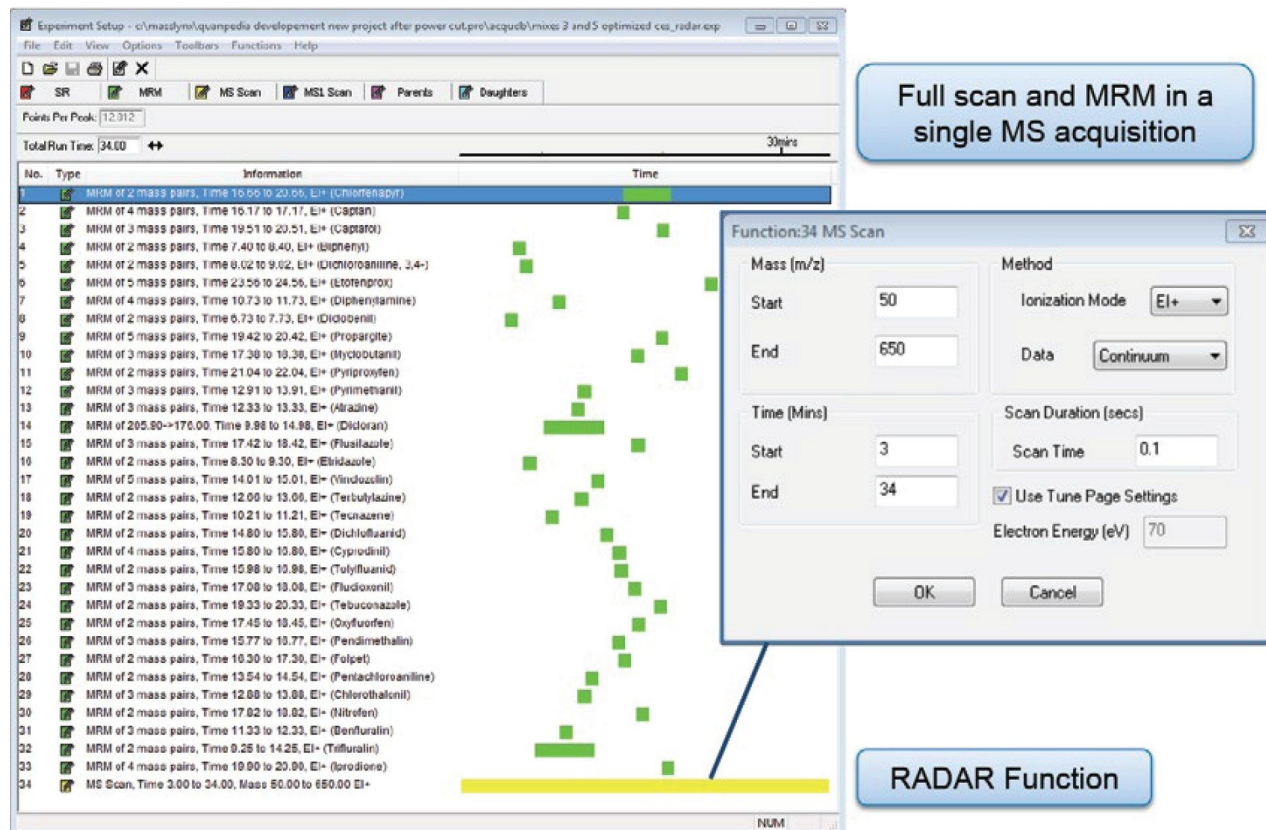 Experiment Setup - c:\masslynx\quanpedia developement new project after power cut.pro\acqudb\mixes 3 and 5 optimized ces_radar.exp
File Edit View Options Toolbars Functions Help
SIR MRM MS Scan MS1 Scan Parents Daughters
Points Per Peak: 12.012
Total Run Time: 34.00 30mins
No. Type Information Time
1 MRM of 2 mass pairs, Time 16.66 to 20.66, EI+ (Chlorfenapyr)
2 MRM of 4 mass pairs, Time 16.17 to 17.17, EI+ (Captan)
3 MRM of 3 mass pairs, Time 19.51 to 20.51, EI+ (Captafol)
4 MRM of 2 mass pairs, Time 7.40 to 8.40, EI+ (Biphenyl)
5 MRM of 2 mass pairs, Time 8.02 to 9.02, EI+ (Dichloroaniline, 3,4-)
6 MRM of 5 mass pairs, Time 23.56 to 24.56, EI+ (Etofenprox)
7 MRM of 4 mass pairs, Time 10.73 to 11.73, EI+ (Diphenylamine)
8 MRM of 2 mass pairs, Time 6.73 to 7.73, EI+ (Diclobenil)
9 MRM of 5 mass pairs, Time 19.42 to 20.42, EI+ (Propargite)
10 MRM of 3 mass pairs, Time 17.38 to 18.38, EI+ (Myclobutanil)
11 MRM of 2 mass pairs, Time 21.04 to 22.04, EI+ (Pyriproxyfen)
12 MRM of 3 mass pairs, Time 12.91 to 13.91, EI+ (Pyrimethanil)
13 MRM of 3 mass pairs, Time 12.33 to 13.33, EI+ (Atrazine)
14 MRM of 205.90->176.00, Time 9.98 to 14.98, EI+ (Dicloran)
15 MRM of 3 mass pairs, Time 17.42 to 18.42, EI+ (Flusilazole)
16 MRM of 2 mass pairs, Time 8.30 to 9.30, EI+ (Etridazole)
17 MRM of 5 mass pairs, Time 14.01 to 15.01, EI+ (Vinclozolin)
18 MRM of 2 mass pairs, Time 12.06 to 13.06, EI+ (Terbutylazine)
19 MRM of 2 mass pairs, Time 10.21 to 11.21, EI+ (Tecnazene)
20 MRM of 2 mass pairs, Time 14.80 to 15.80, EI+ (Dichlofluanid)
21 MRM of 4 mass pairs, Time 15.80 to 16.80, EI+ (Cyprodinil)
22 MRM of 2 mass pairs, Time 15.98 to 16.98, EI+ (Tolylfluanid)
23 MRM of 3 mass pairs, Time 17.08 to 18.08, EI+ (Fludioxonil)
24 MRM of 2 mass pairs, Time 19.33 to 20.33, EI+ (Tebuconazole)
25 MRM of 2 mass pairs, Time 17.45 to 18.45, EI+ (Oxyfluorfen)
26 MRM of 3 mass pairs, Time 15.77 to 16.77, EI+ (Pendimethalin)
27 MRM of 2 mass pairs, Time 16.30 to 17.30, EI+ (Folpet)
28 MRM of 2 mass pairs, Time 13.54 to 14.54, EI+ (Pentachloroaniline)
29 MRM of 3 mass pairs, Time 12.88 to 13.88, EI+ (Chlorothalonil)
30 MRM of 2 mass pairs, Time 17.82 to 18.82, EI+ (Nitrofen)
31 MRM of 3 mass pairs, Time 11.33 to 12.33, EI+ (Benfluralin)
32 MRM of 2 mass pairs, Time 9.25 to 14.25, EI+ (Trifluralin)
33 MRM of 4 mass pairs, Time 19.90 to 20.90, EI+ (Iprodione)
34 MS Scan, Time 3.00 to 34.00, Mass 50.00 to 650.00 EI+
NUM
Full scan and MRM in a
single MS acquisition
Function:34 MS Scan
Mass (m/z)
Start 50
End 650
Method
Ionization Mode EI+
Data Continuum
Time (Mins)
Start 3
End 34
Scan Duration (secs)
Scan Time 0.1
Use Tune Page Settings
Electron Energy (eV) 70
OK Cancel
RADAR Function